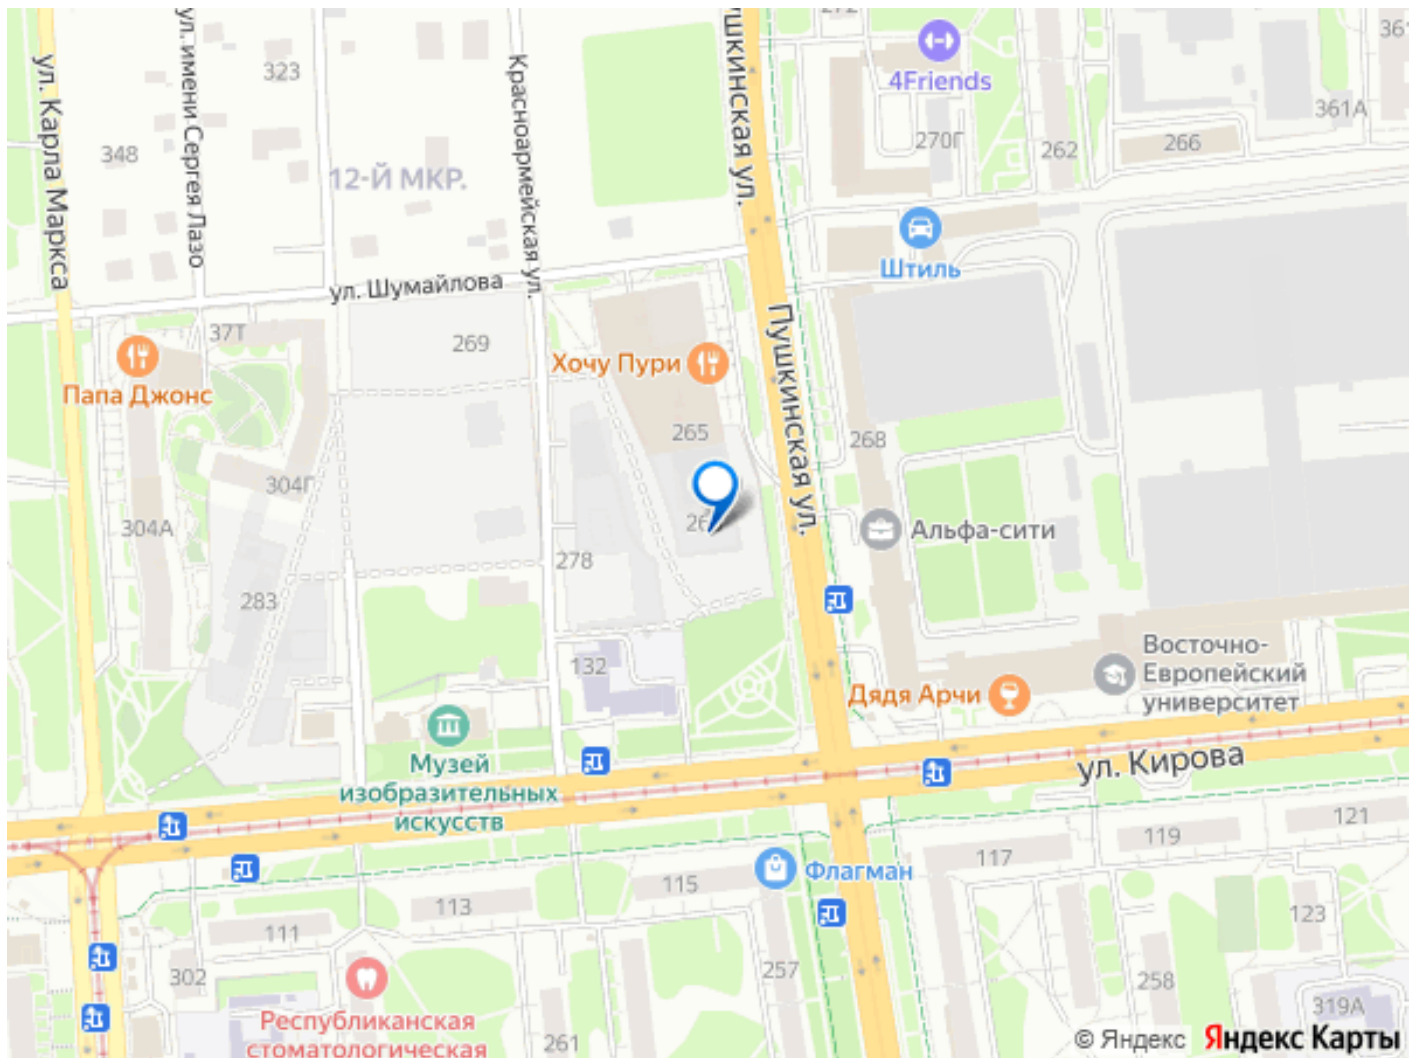 272
361
323
ул. Карла Маркса
ул. имени Сергея Лазо
Красноармейская ул.
4Friends
361А
348
270Г
262
266
12-Й МКР.
Штиль
ул. Шумайлова
37Т
269
Хочу Пури
Папа Джонс
Пушкинская ул.
265
268
304Г
304А
Альфа-сити
278
283
132
Восточно-
Европейский
университет
Дядя Арчи
Музей
изобразительных
искусств
ул. Кирова
121
119
117
Флагман
115
113
111
123
302
257
258
319А
Республиканская
стоматологическая
261
© Яндекс Яндекс Карты